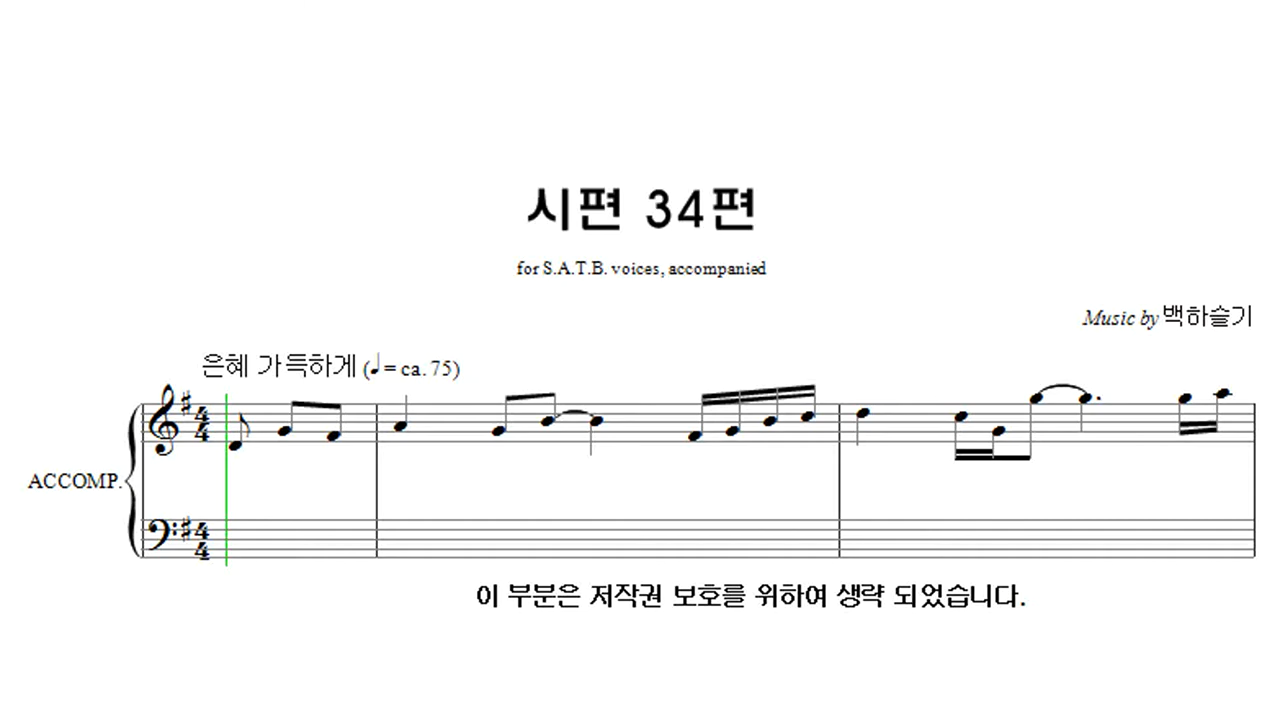 시편 34편
for S.A.T.B. voices, accompanied
Music by 백하슬기
은혜 가득하게 (♩= ca. 75)
ACCOMP.
이 부분은 저작권 보호를 위하여 생략 되었습니다.